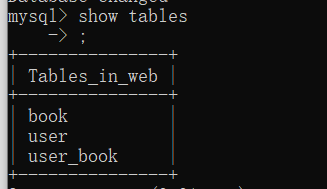 mysql> show tables
    -> ;
+---------------+
| Tables_in_web |
+---------------+
| book          |
| user          |
| user_book     |
+---------------+